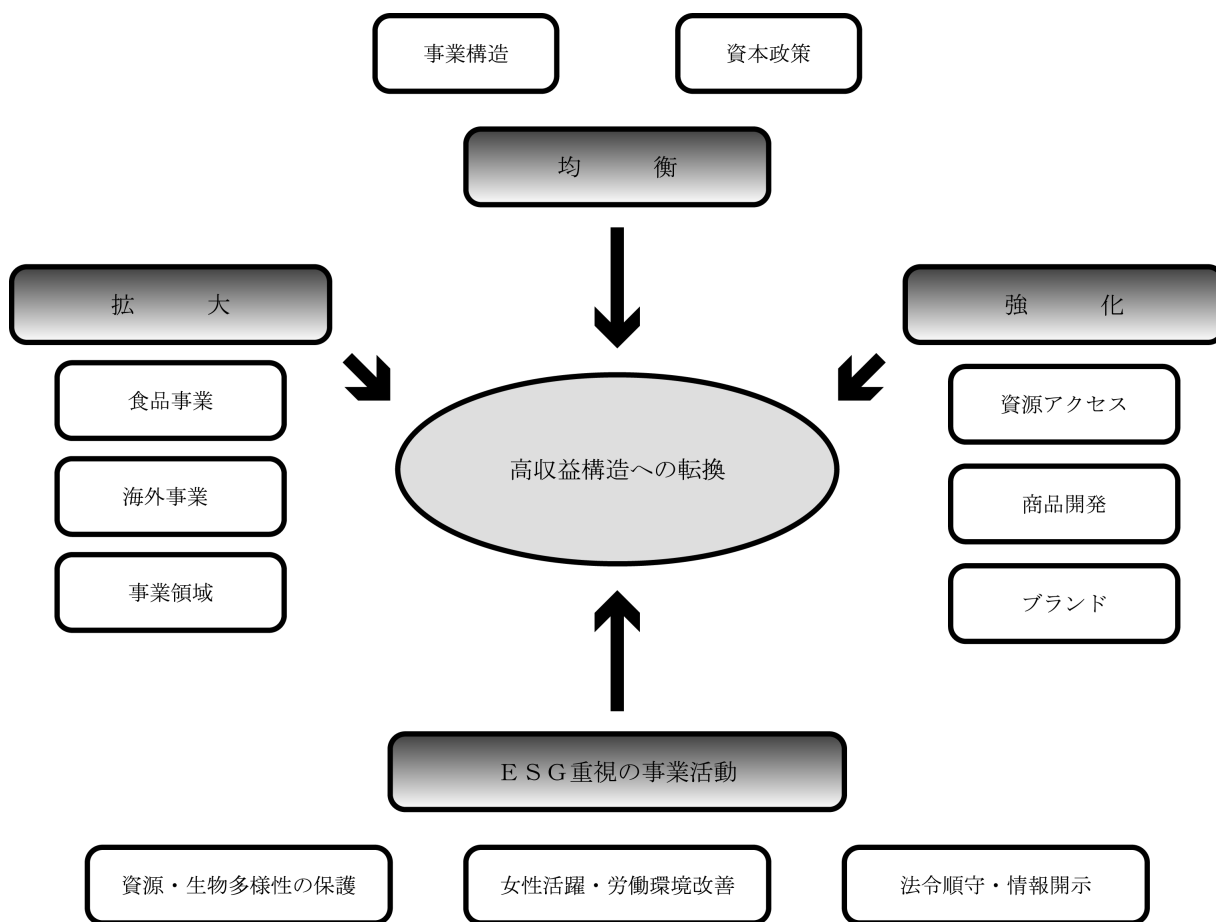 事業構造
資本政策
均　　　衡
拡　　　大
食品事業
海外事業
事業領域
強　　　化
資源アクセス
商品開発
ブランド
高収益構造への転換
ＥＳＧ重視の事業活動
資源・生物多様性の保護
女性活躍・労働環境改善
法令順守・情報開示